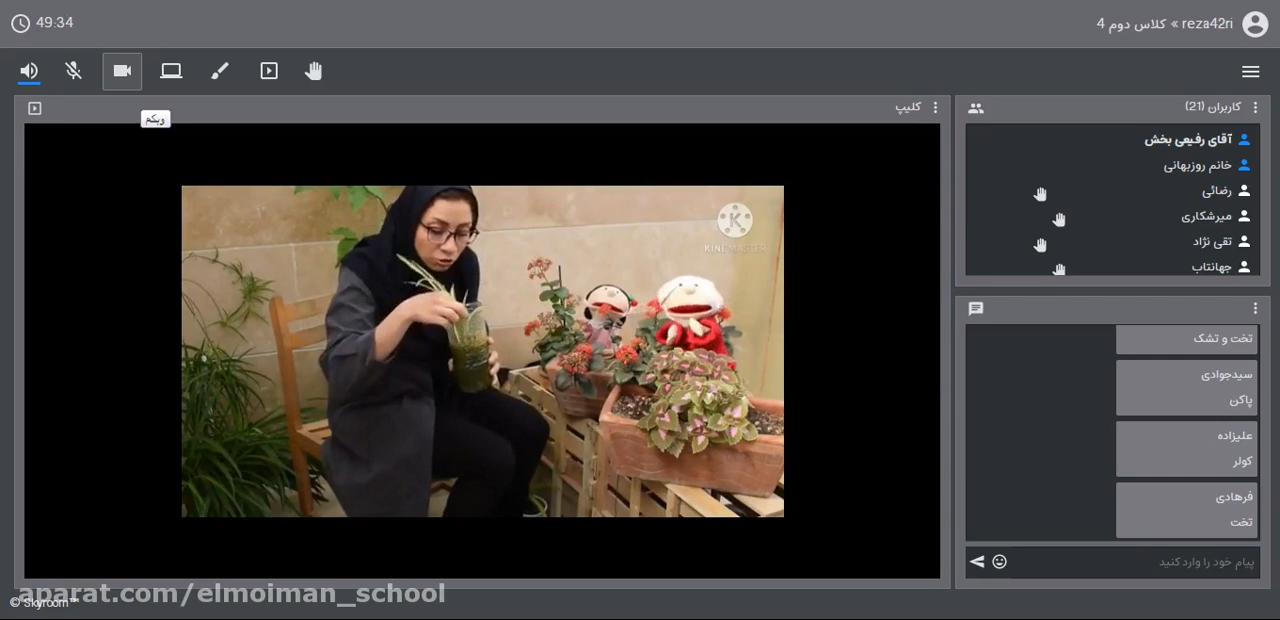 49:34
reza42ri » کلاس دوم 4
وبکم
کلیپ
کاربران (21)
آقای رفیعی بخش
خانم روزبهانی
رضائی
میرشکاری
تقی نژاد
جهانتاب
KINEMASTER
تخت و تشک
سیدجوادی
پاکن
علیزاده
کولر
فرهادی
تخت
پیام خود را وارد کنید
aparat.com/elmoiman_school
© Skyroom™